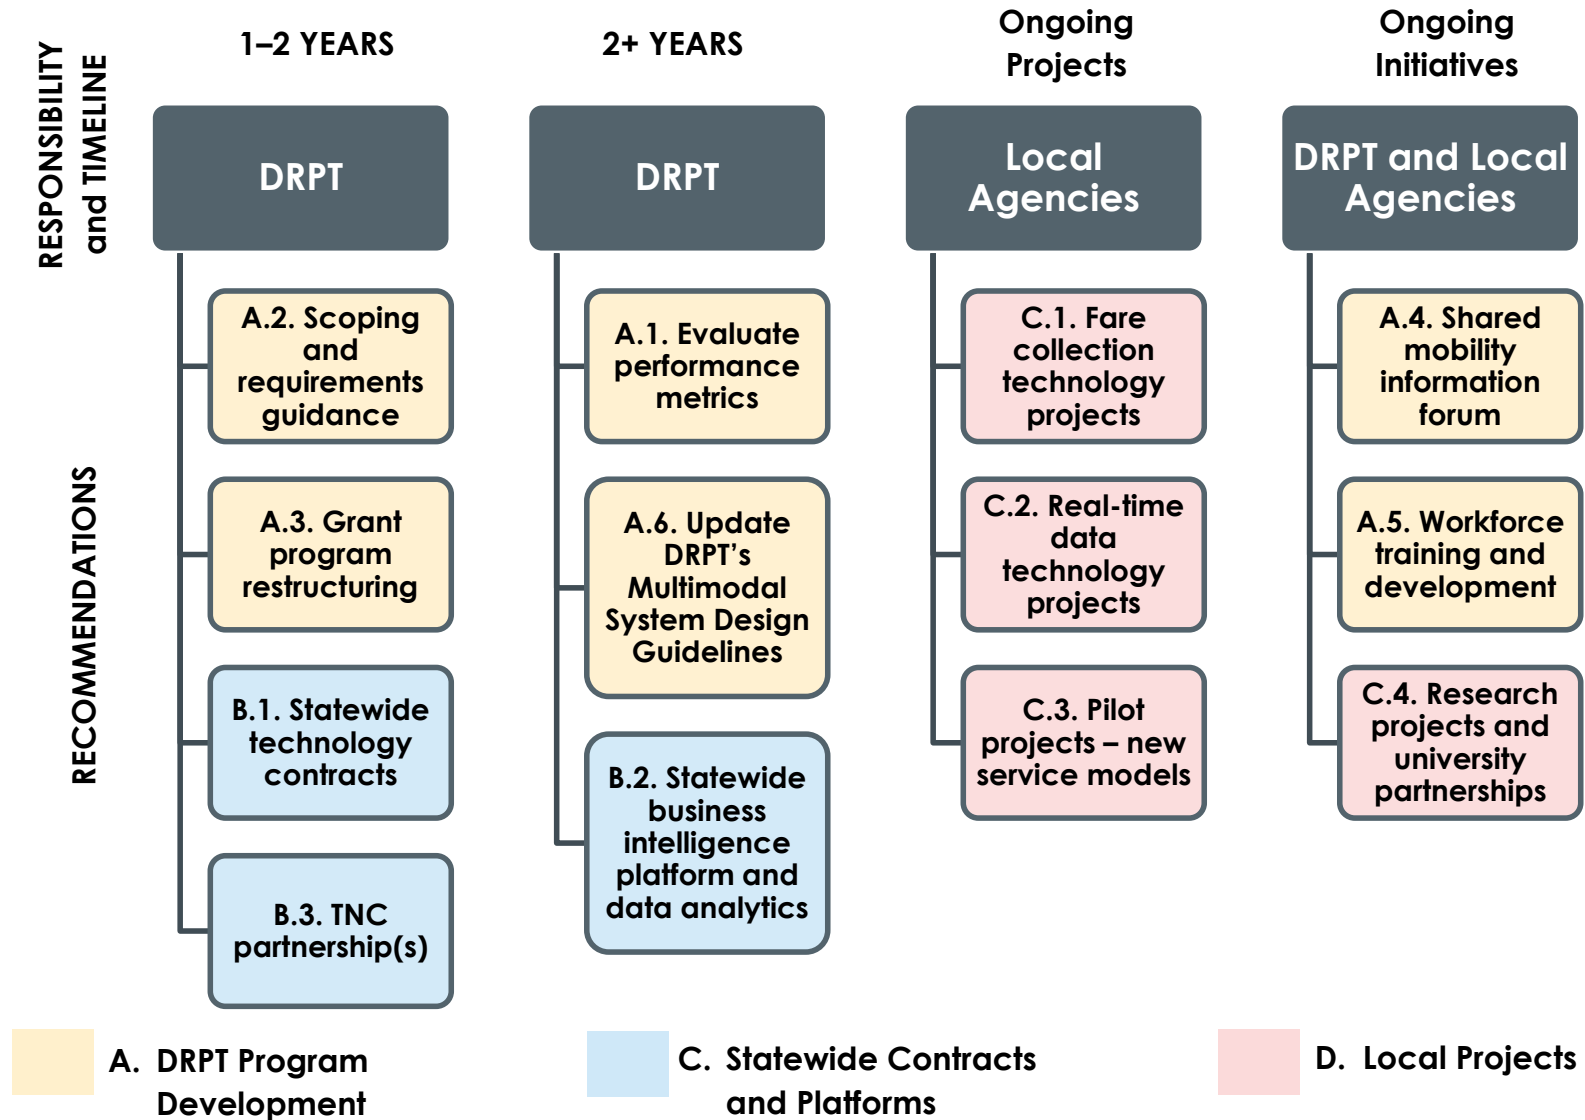 RESPONSIBILITY
and TIMELINE
1–2 YEARS
2+ YEARS
Ongoing
Projects
Ongoing
Initiatives
DRPT
DRPT
Local
Agencies
DRPT and Local
Agencies
RECOMMENDATIONS
A.2. Scoping
and
requirements
guidance
A.3. Grant
program
restructuring
B.1. Statewide
technology
contracts
B.3. TNC
partnership(s)
A.1. Evaluate
performance
metrics
A.6. Update
DRPT’s
Multimodal
System Design
Guidelines
B.2. Statewide
business
intelligence
platform and
data analytics
C.1. Fare
collection
technology
projects
C.2. Real-time
data
technology
projects
C.3. Pilot
projects – new
service models
A.4. Shared
mobility
information
forum
A.5. Workforce
training and
development
C.4. Research
projects and
university
partnerships
A. DRPT Program
Development
C. Statewide Contracts
and Platforms
D. Local Projects